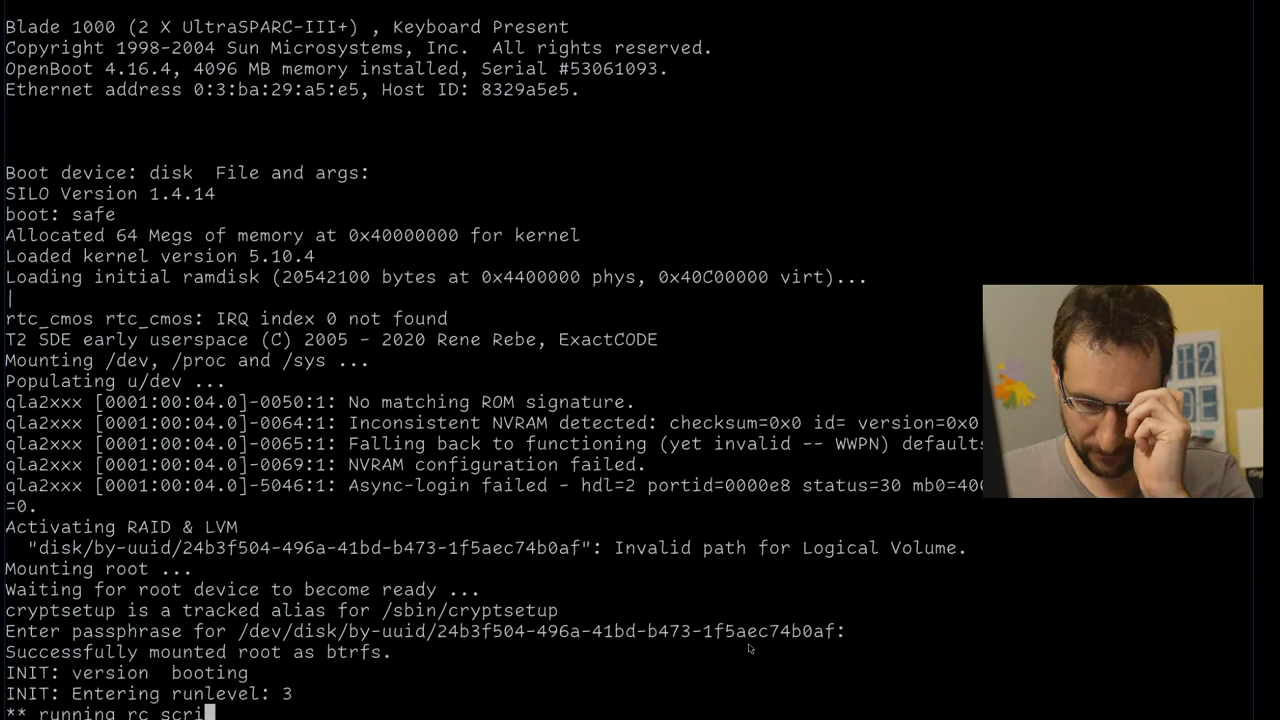 Blade 1000 (2 X UltraSPARC-III+) , Keyboard Present
Copyright 1998-2004 Sun Microsystems, Inc.  All rights reserved.
OpenBoot 4.16.4, 4096 MB memory installed, Serial #53061093.
Ethernet address 0:3:ba:29:a5:e5, Host ID: 8329a5e5.
Boot device: disk  File and args:
SILO Version 1.4.14
boot: safe
Allocated 64 Megs of memory at 0x40000000 for kernel
Loaded kernel version 5.10.4
Loading initial ramdisk (20542100 bytes at 0x4400000 phys, 0x40C00000 virt)...
|
rtc_cmos rtc_cmos: IRQ index 0 not found
T2 SDE early userspace (C) 2005 - 2020 Rene Rebe, ExactCODE
Mounting /dev, /proc and /sys ...
Populating u/dev ...
qla2xxx [0001:00:04.0]-0050:1: No matching ROM signature.
qla2xxx [0001:00:04.0]-0064:1: Inconsistent NVRAM detected: checksum=0x0 id= version=0x0
qla2xxx [0001:00:04.0]-0065:1: Falling back to functioning (yet invalid -- WWPN) defaults
qla2xxx [0001:00:04.0]-0069:1: NVRAM configuration failed.
qla2xxx [0001:00:04.0]-5046:1: Async-login failed - hdl=2 portid=0000e8 status=30 mb0=400
=0.
Activating RAID & LVM
  "disk/by-uuid/24b3f504-496a-41bd-b473-1f5aec74b0af": Invalid path for Logical Volume.
Mounting root ...
Waiting for root device to become ready ...
cryptsetup is a tracked alias for /sbin/cryptsetup
Enter passphrase for /dev/disk/by-uuid/24b3f504-496a-41bd-b473-1f5aec74b0af:
Successfully mounted root as btrfs.
INIT: version  booting
INIT: Entering runlevel: 3
** running rc scri
T2
DE